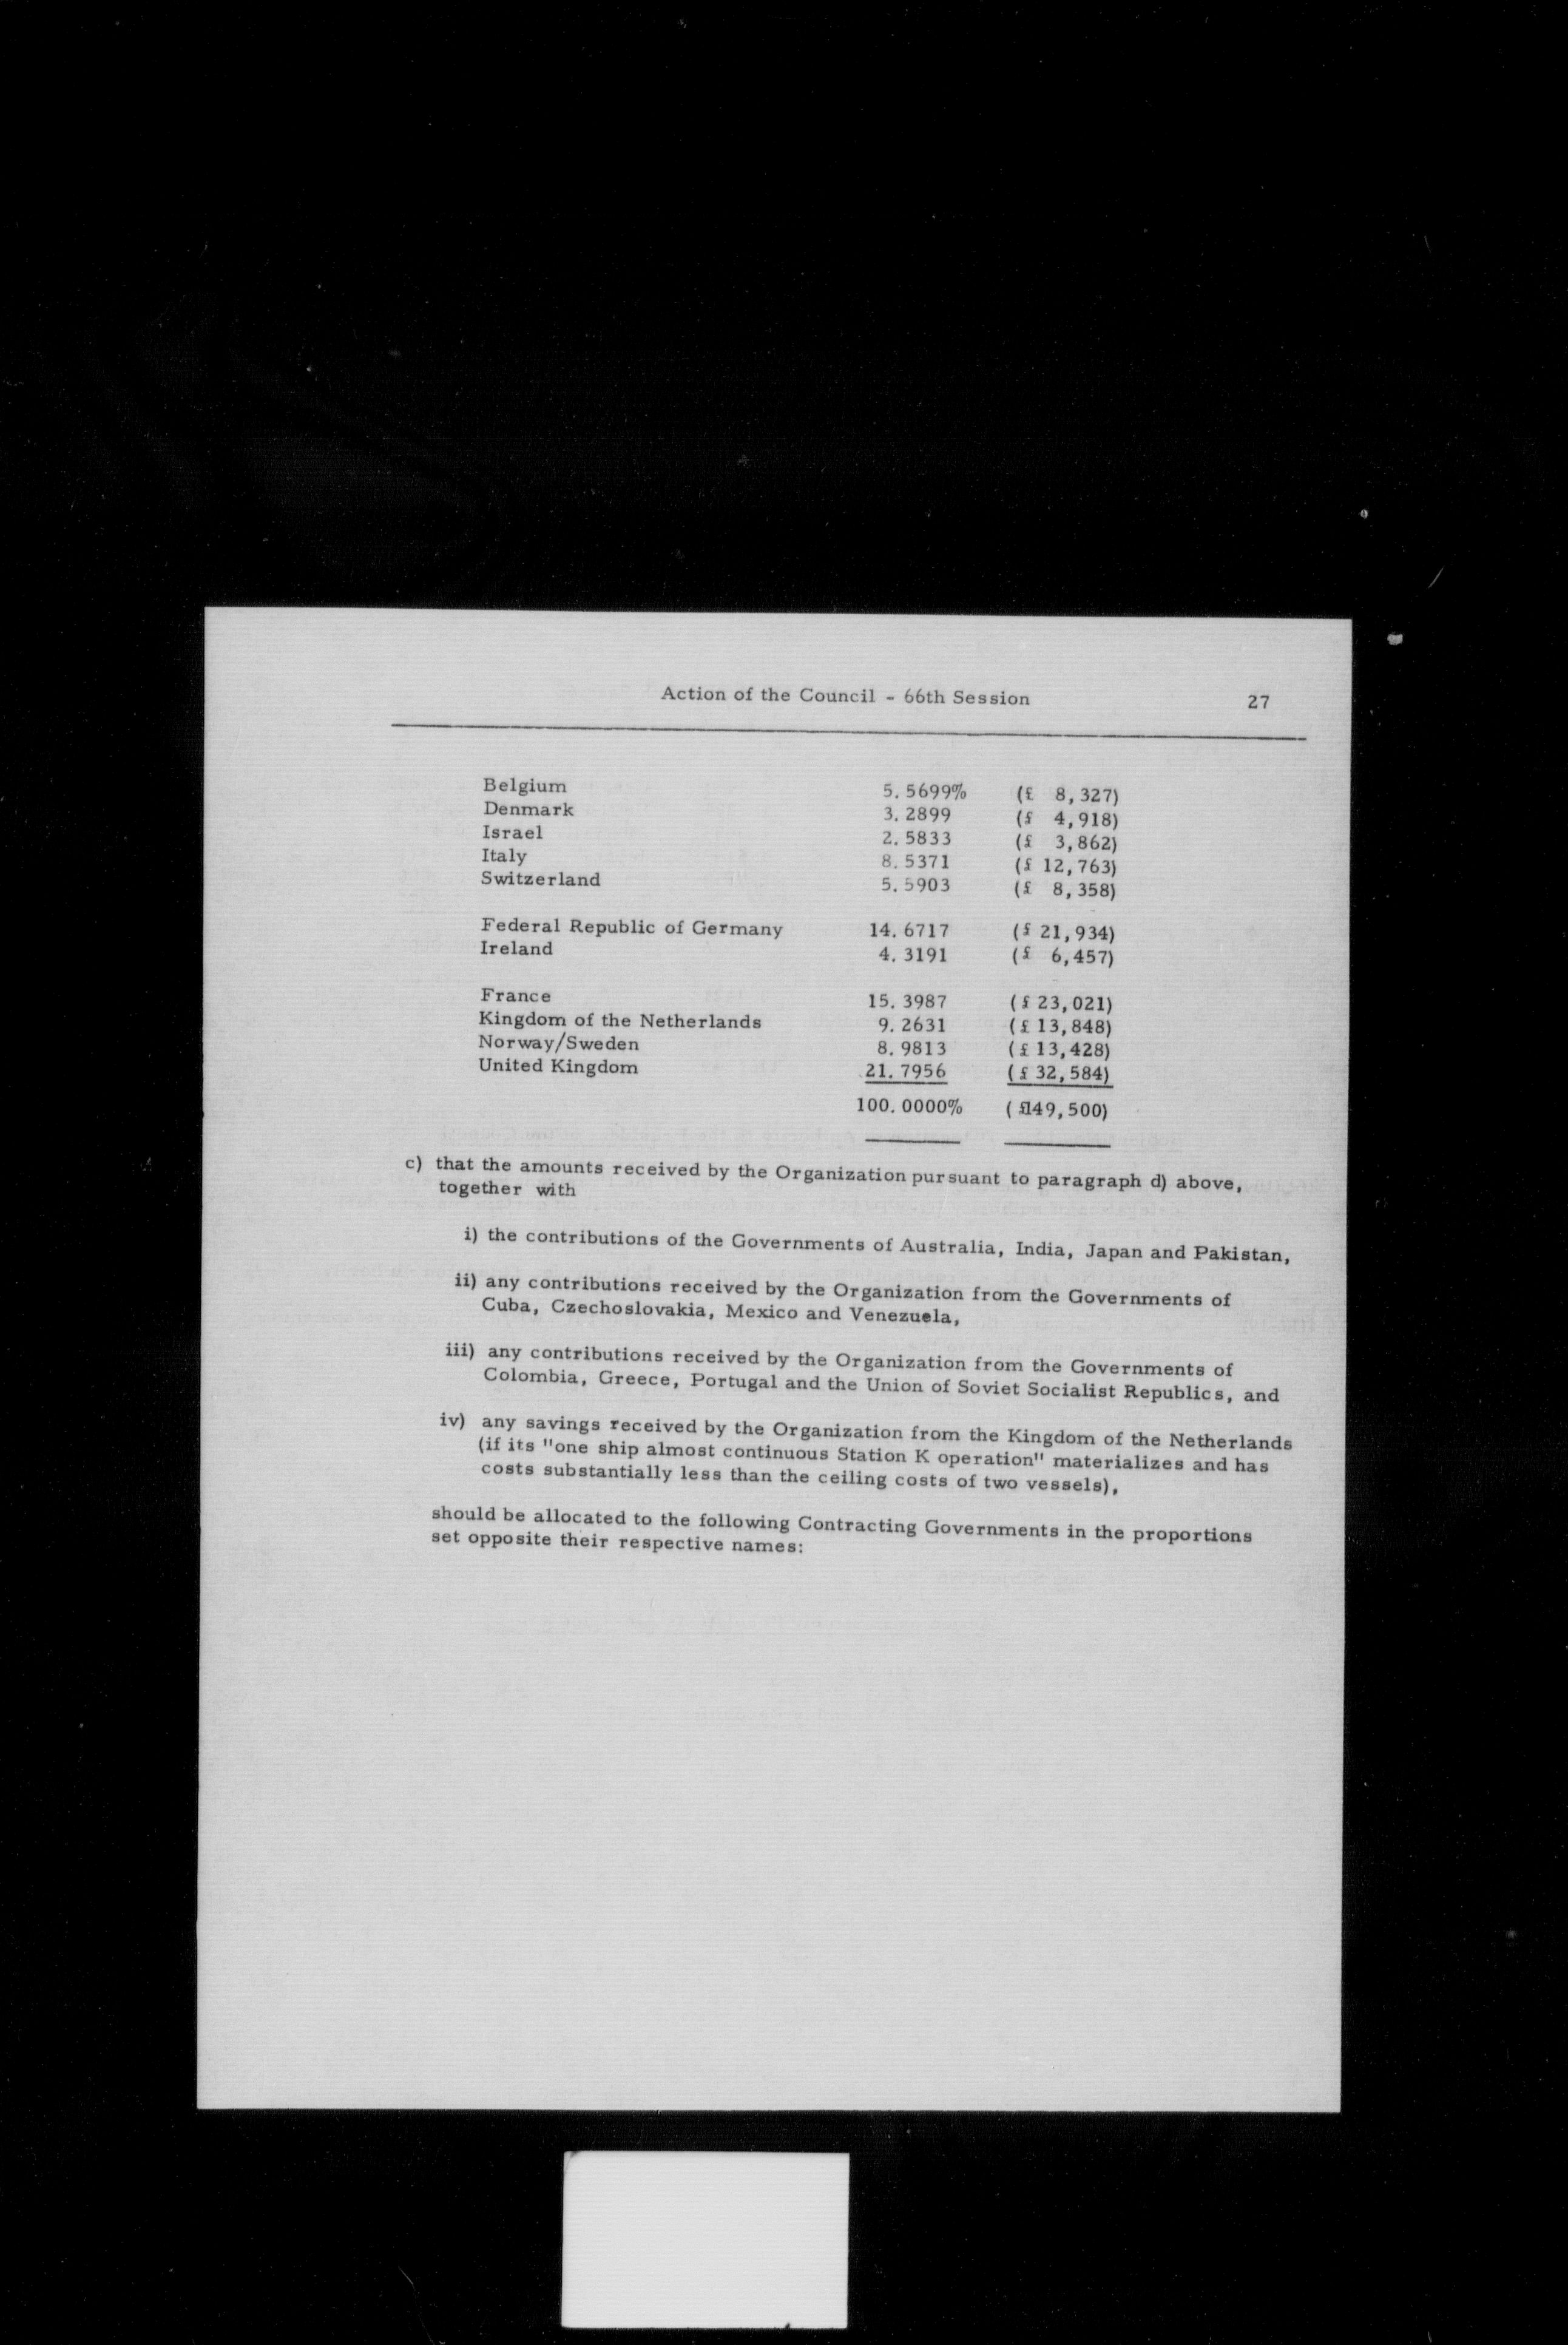 Action of the Council - 66th Session 27
Belgium 5.5699% (£ 8,327)
Denmark 3.2899 (£ 4,918)
Israel 2.5833 (£ 3,862)
Italy 8.5371 (£ 12,763)
Switzerland 5.5903 (£ 8,358)
Federal Republic of Germany 14.6717 (£ 21,934)
Ireland 4.3191 (£ 6,457)
France 15.3987 (£ 23,021)
Kingdom of the Netherlands 9.2631 (£ 13,848)
Norway/Sweden 8.9813 (£ 13,428)
United Kingdom 21.7956 (£ 32,584)
100.0000% (£149,500)
c) that the amounts received by the Organization pursuant to paragraph d) above,
together with
i) the contributions of the Governments of Australia, India, Japan and Pakistan,
ii) any contributions received by the Organization from the Governments of
Cuba, Czechoslovakia, Mexico and Venezuela,
iii) any contributions received by the Organization from the Governments of
Colombia, Greece, Portugal and the Union of Soviet Socialist Republics, and
iv) any savings received by the Organization from the Kingdom of the Netherlands
(if its "one ship almost continuous Station K operation" materializes and has
costs substantially less than the ceiling costs of two vessels),
should be allocated to the following Contracting Governments in the proportions
set opposite their respective names: